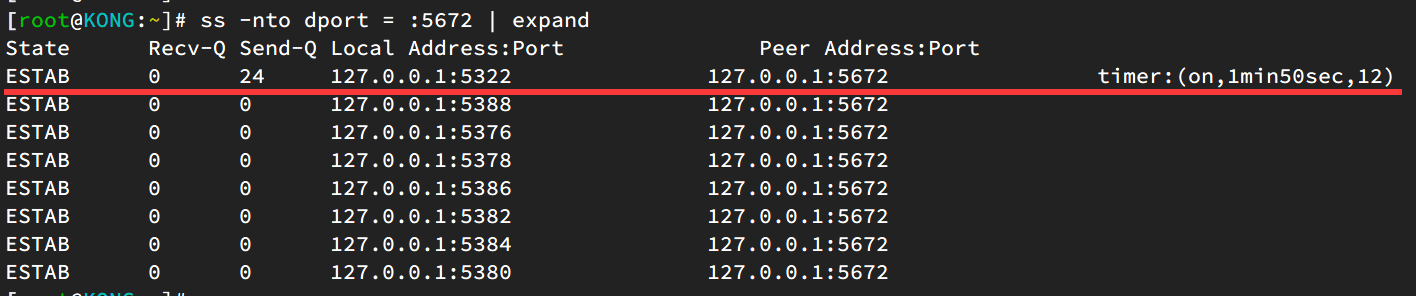 [root@KONG:~]# ss -nto dport = :5672 | expand
State Recv-Q Send-Q Local Address:Port Peer Address:Port
ESTAB 0 24 127.0.0.1:5322 127.0.0.1:5672 timer:(on,1min50sec,12)
ESTAB 0 0 127.0.0.1:5388 127.0.0.1:5672
ESTAB 0 0 127.0.0.1:5376 127.0.0.1:5672
ESTAB 0 0 127.0.0.1:5378 127.0.0.1:5672
ESTAB 0 0 127.0.0.1:5386 127.0.0.1:5672
ESTAB 0 0 127.0.0.1:5382 127.0.0.1:5672
ESTAB 0 0 127.0.0.1:5384 127.0.0.1:5672
ESTAB 0 0 127.0.0.1:5380 127.0.0.1:5672